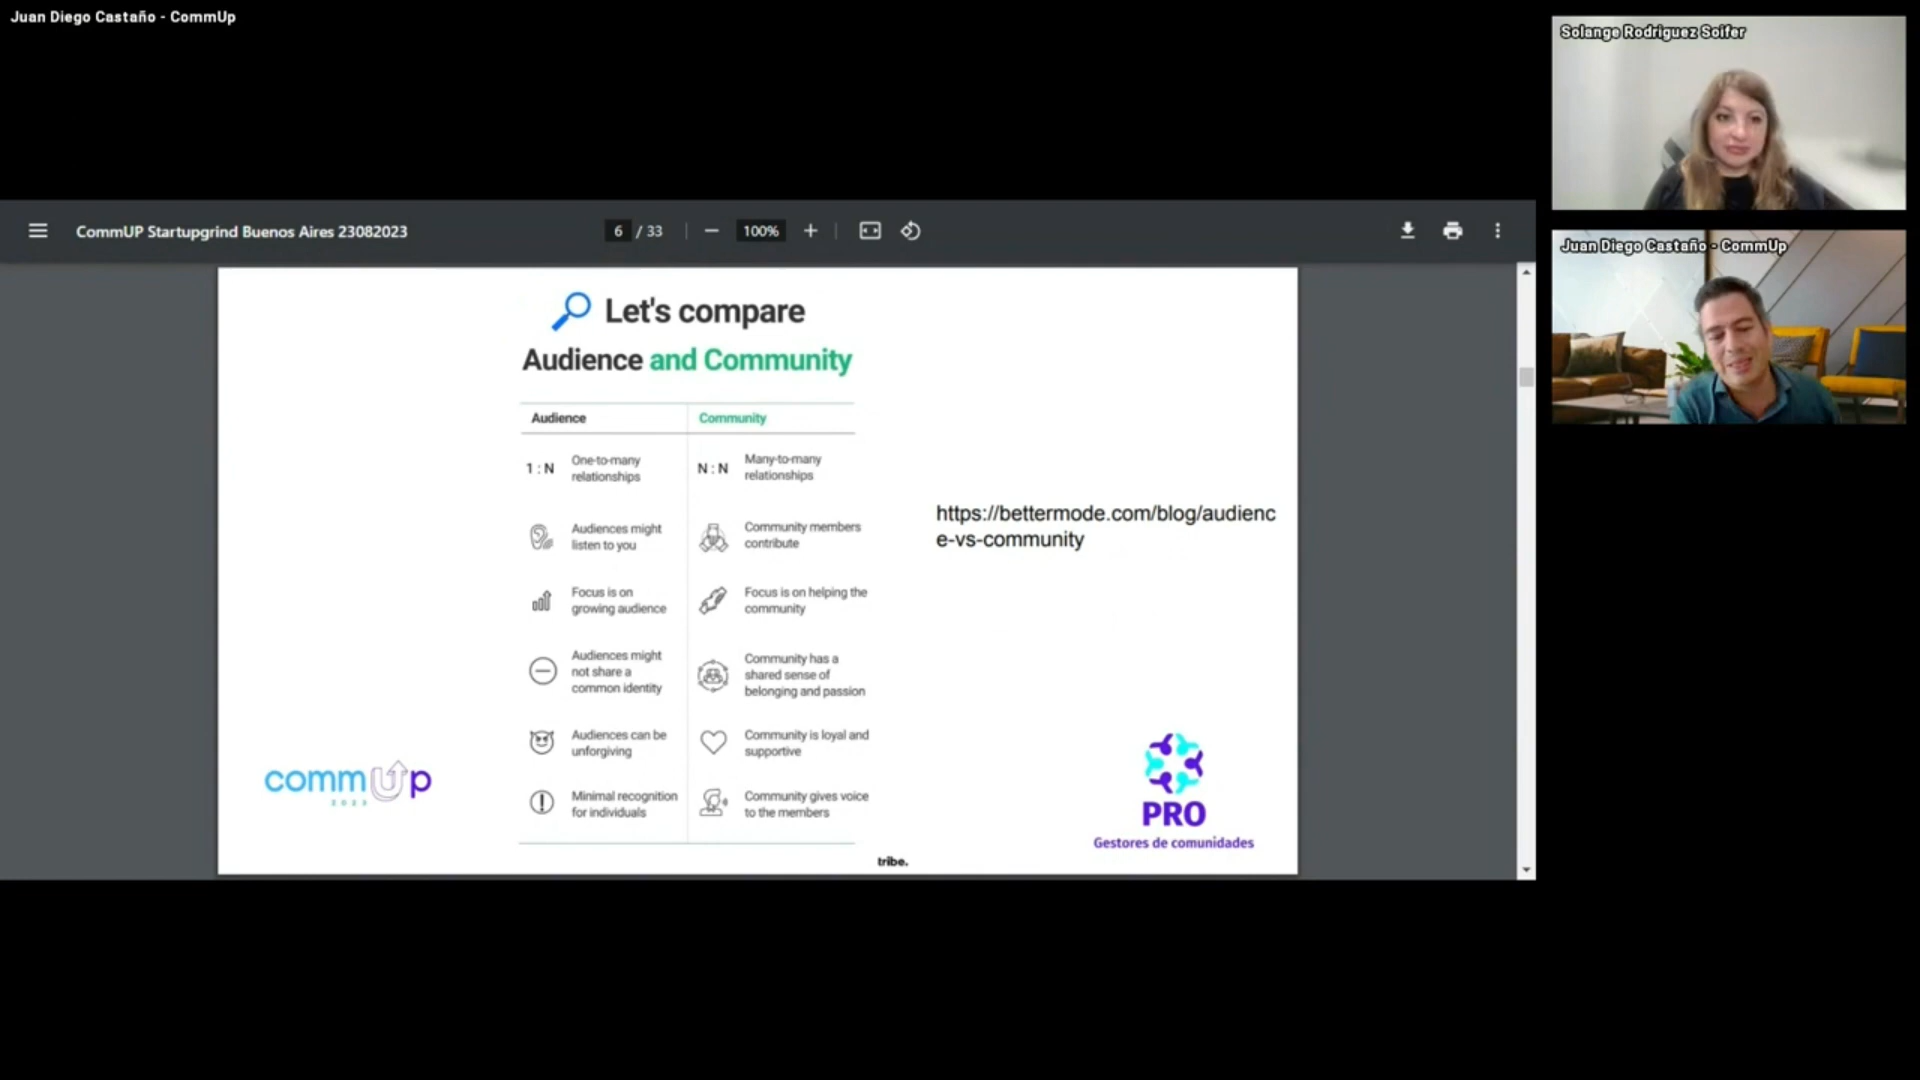 Juan Diego Castaño - CommUp
Solange Rodriguez Soifer
Juan Diego Castaño - CommUp
CommUP Startupgrind Buenos Aires 23082023
6 / 33
100%
Let's compare
Audience and Community
Audience
Community
1 : N
One-to-many
relationships
N : N
Many-to-many
relationships
Audiences might
listen to you
Community members
contribute
Focus is on
growing audience
Focus is on helping the
community
Audiences might
not share a
common identity
Community has a
shared sense of
belonging and passion
Audiences can be
unforgiving
Community is loyal and
supportive
Minimal recognition
for individuals
Community gives voice
to the members
tribe.
https://bettermode.com/blog/audienc
e-vs-community
commUp
2023
PRO
Gestores de comunidades